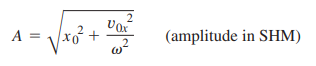 A = √(x₀² + v₀ₓ²/ω²) (amplitude in SHM)